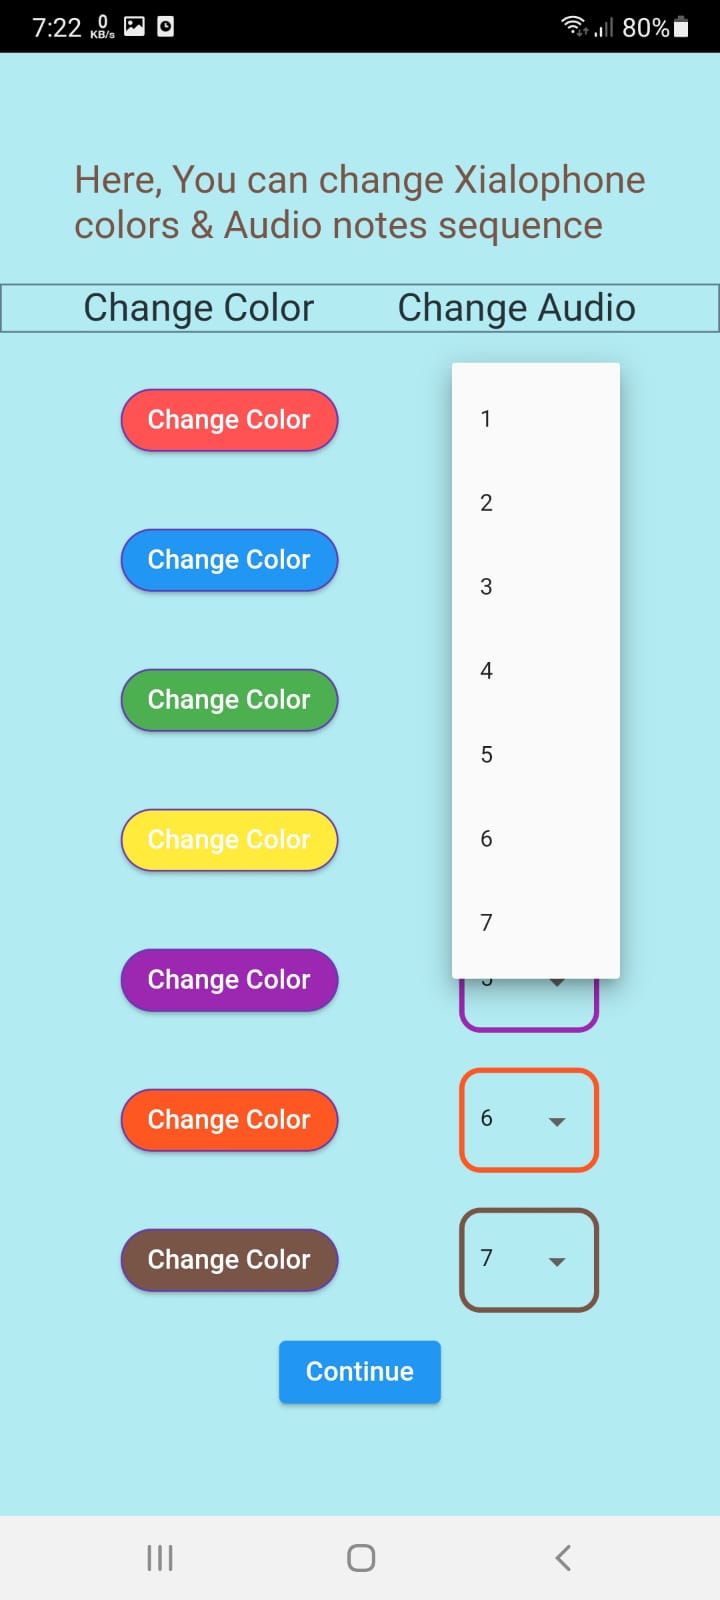 7:22 0 KB/s 80%
Here, You can change Xialophone
colors & Audio notes sequence
Change Color Change Audio
Change Color 1
2
Change Color 3
Change Color 4
5
Change Color 6
7
Change Color
Change Color 6
Change Color 7
Continue